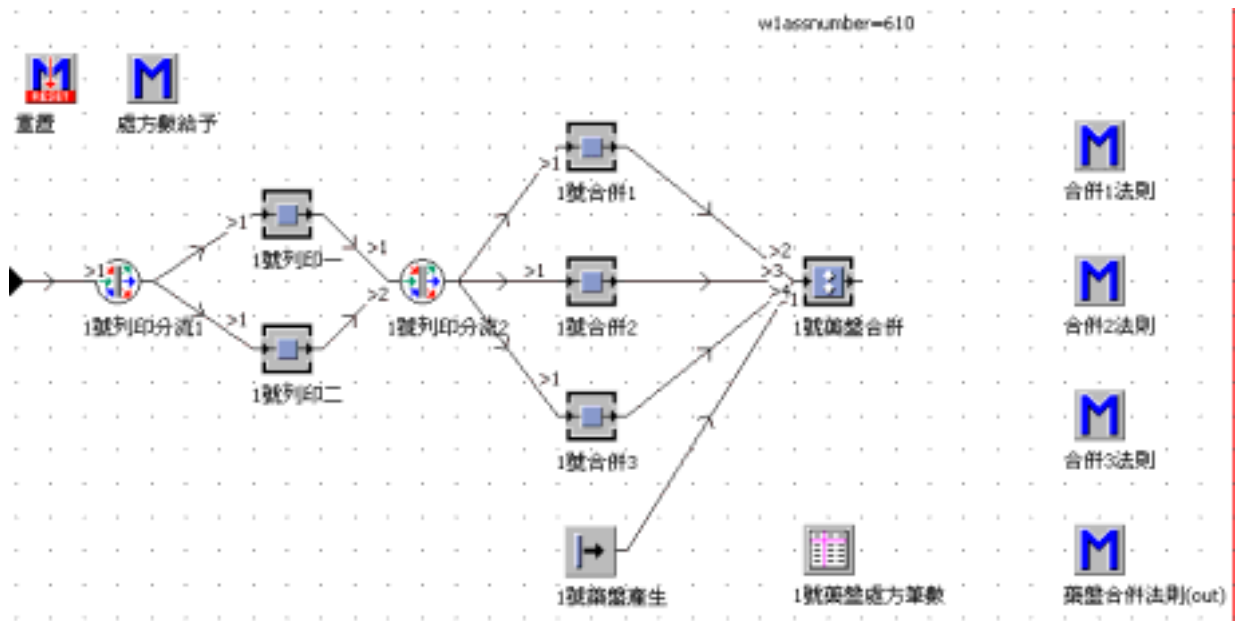 w1assnumber=610
RESET
重置
處方數給予
>1
1號合併1
合併1法則
>1
1號列印一
>1
>1
1號列印分流1
>1
1號列印二
>2
1號列印分流2
>1
1號合併2
>2
>3
>4
1
1號藥盤合併
合併2法則
>1
1號合併3
合併3法則
1號藥盤產生
1號藥盤處方筆數
藥盤合併法則(out)